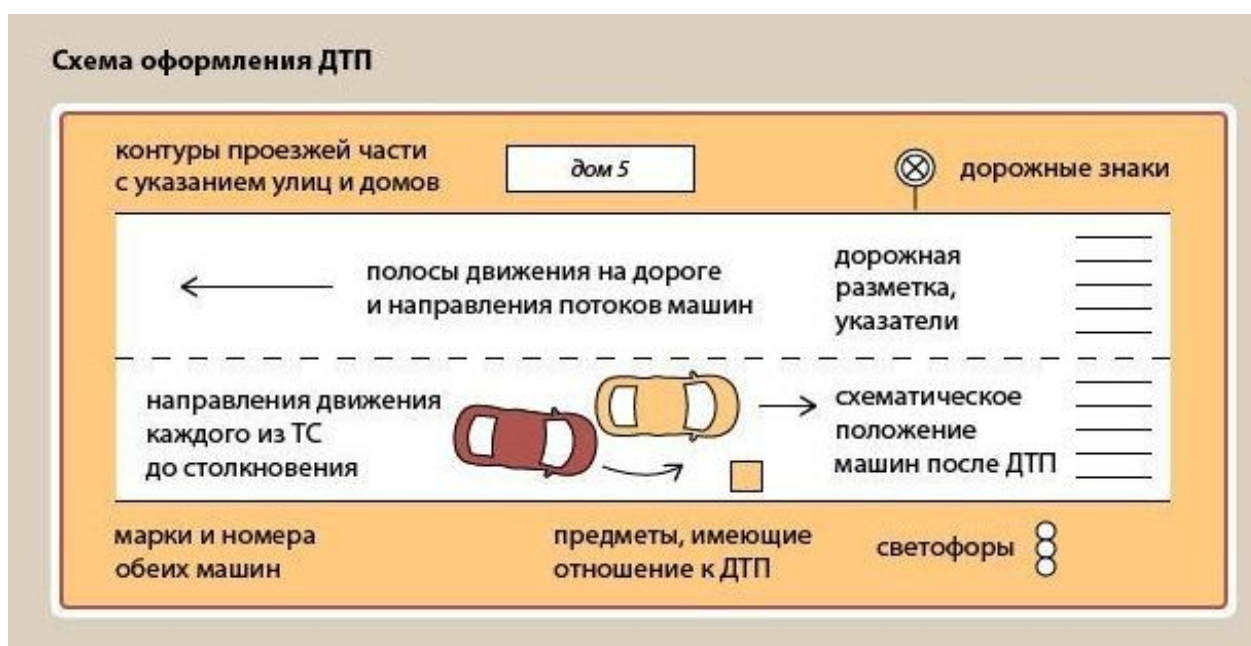 Схема оформления ДТП
контуры проезжей части
с указанием улиц и домов
дом 5
дорожные знаки
полосы движения на дороге
и направления потоков машин
дорожная
разметка,
указатели
направления движения
каждого из ТС
до столкновения
схематическое
положение
машин после ДТП
марки и номера
обеих машин
предметы, имеющие
отношение к ДТП
светофоры